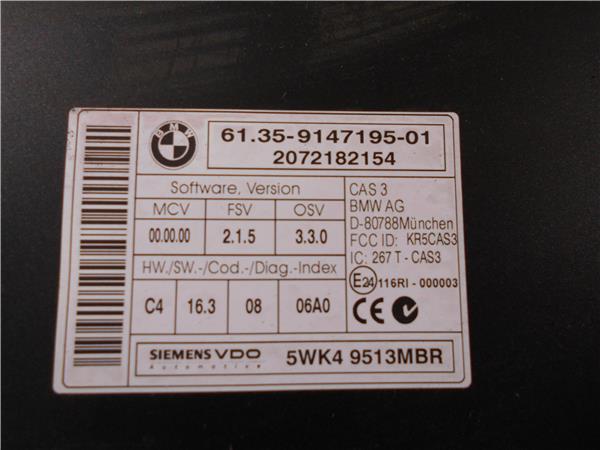 BMW
61.35-9147195-01
2072182154
Software, Version
MCV FSV OSV
00.00.00 2.1.5 3.3.0
HW./SW.-/Cod.-/Diag.-Index
C4 16.3 08 06A0
CAS 3
BMW AG
D-80788München
FCC ID: KR5CAS3
IC: 267 T - CAS3
E24 116RI - 000003
CE
SIEMENS VDO
Automotive
5WK4 9513MBR